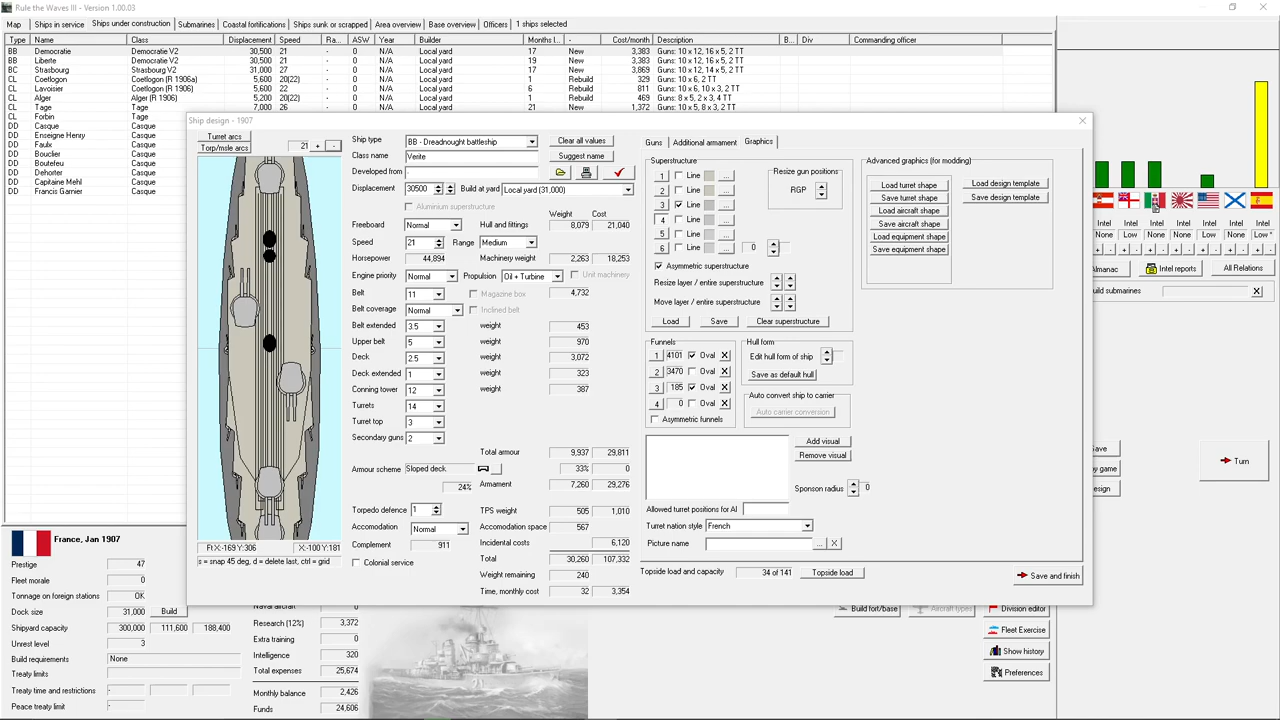 Rule the Waves III - Version 1.00.03
Map Ships in service Ships under construction Submarines Coastal fortifications Ships sunk or scrapped Area overview Base overview Officers 1 ships selected
Type Name Class Displacement Speed Ra... ASW Year Builder Months l... - Cost/month Description B... Div Commanding officer
BB Democratie Democratie V2 30,500 21 - 0 N/A Local yard 17 New 3,383 Guns: 10 x 12, 16 x 5, 2 TT
BB Liberte Democratie V2 30,500 21 - 0 N/A Local yard 19 New 3,383 Guns: 10 x 12, 16 x 5, 2 TT
BC Strasbourg Strasbourg V2 31,000 27 - 0 N/A Local yard 17 New 3,869 Guns: 10 x 12, 14 x 5, 2 TT
CL Coetlogon Coetlogon (R 1906a) 5,600 20(22) - 0 N/A Local yard 1 Rebuild 329 Guns: 10 x 6, 2 TT
CL Lavoisier Coetlogon (R 1906) 5,600 22 - 0 N/A Local yard 6 Rebuild 811 Guns: 10 x 6, 10 x 3, 2 TT
CL Alger Alger (R 1906) 5,200 20(22) - 0 N/A Local yard 1 Rebuild 469 Guns: 8 x 5, 2 x 3, 4 TT
CL Tage Tage 7,000 26 - 0 N/A Local yard 21 New 1,372 Guns: 10 x 5, 8 x 3, 2 TT
CL Forbin Tage
DD Casque Casque
DD Enseigne Henry Casque
DD Faulx Casque
DD Bouclier Casque
DD Boutefeu Casque
DD Dehorter Casque
DD Capitaine Mehl Casque
DD Francis Garnier Casque
Ship design - 1907
Turret arcs
Torp/msle arcs
21 + -
Ft X:-169 Y:306 X:-100 Y:181
s = snap 45 deg, d = delete last, ctrl = grid
Ship type BB - Dreadnought battleship Clear all values
Class name Verite Suggest name
Developed from -
Displacement 30500 Build at yard Local yard (31,000)
Aluminium superstructure
Weight Cost
Freeboard Normal Hull and fittings 8,079 21,040
Speed 21 Range Medium
Horsepower 44,894 Machinery weight 2,263 18,253
Engine priority Normal Propulsion Oil + Turbine Unit machinery
Belt 11 Magazine box 4,732
Belt coverage Normal Inclined belt
Belt extended 3.5 weight 453
Upper belt 5 weight 970
Deck 2.5 weight 3,072
Deck extended 1 weight 323
Conning tower 12 weight 387
Turrets 14
Turret top 3
Secondary guns 2
Total armour 9,937 29,811
Armour scheme Sloped deck 33% 0
24% Armament 7,260 29,276
Torpedo defence 1 TPS weight 505 1,010
Accomodation Normal Accomodation space 567
Complement 911 Incidental costs 6,120
Colonial service Total 30,260 107,332
Weight remaining 240
Time, monthly cost 32 3,354
Guns Additional armament Graphics
Superstructure
1 Line ...
2 Line ...
3 Line ...
4 Line ...
5 Line ...
6 Line ... 0
Asymmetric superstructure
Resize layer / entire superstructure
Move layer / entire superstructure
Load Save Clear superstructure
Resize gun positions
RGP
Advanced graphics (for modding)
Load turret shape Load design template
Save turret shape Save design template
Load aircraft shape
Save aircraft shape
Load equipment shape
Save equipment shape
Funnels
1 4101 Oval X
2 3470 Oval X
3 185 Oval X
4 0 Oval X
Asymmetric funnels
Hull form
Edit hull form of ship
Save as default hull
Auto convert ship to carrier
Auto carrier conversion
Add visual
Remove visual
Sponson radius 0
Allowed turret positions for AI
Turret nation style French
Picture name ... X
Topside load and capacity 34 of 141 Topside load
Save and finish
Intel Intel Intel Intel Intel Intel Intel
Low Low Low Low Low
Almanac Intel reports All Relations
uild submarines X
ave
y game
esign
Turn
France, Jan 1907
Prestige 47
Fleet morale 0
Tonnage on foreign stations OK
Dock size 31,000 Build
Shipyard capacity 300,000 111,600 188,400
Unrest level 3
Build requirements None
Treaty limits
Treaty time and restrictions -
Peace treaty limit -
Naval aircraft 0
Research (12%) 3,372
Extra training 0
Intelligence 320
Total expenses 25,674
Monthly balance 2,426
Funds 24,606
Build fort/base Aircraft types Division editor
Fleet Exercise
Show history
Preferences